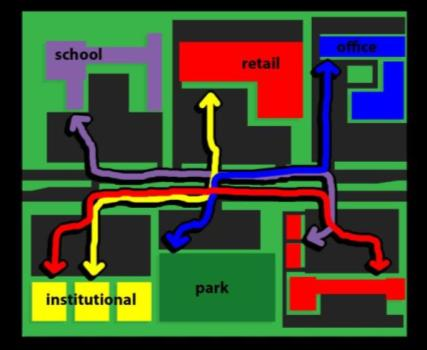 school
retail
office
institutional
park